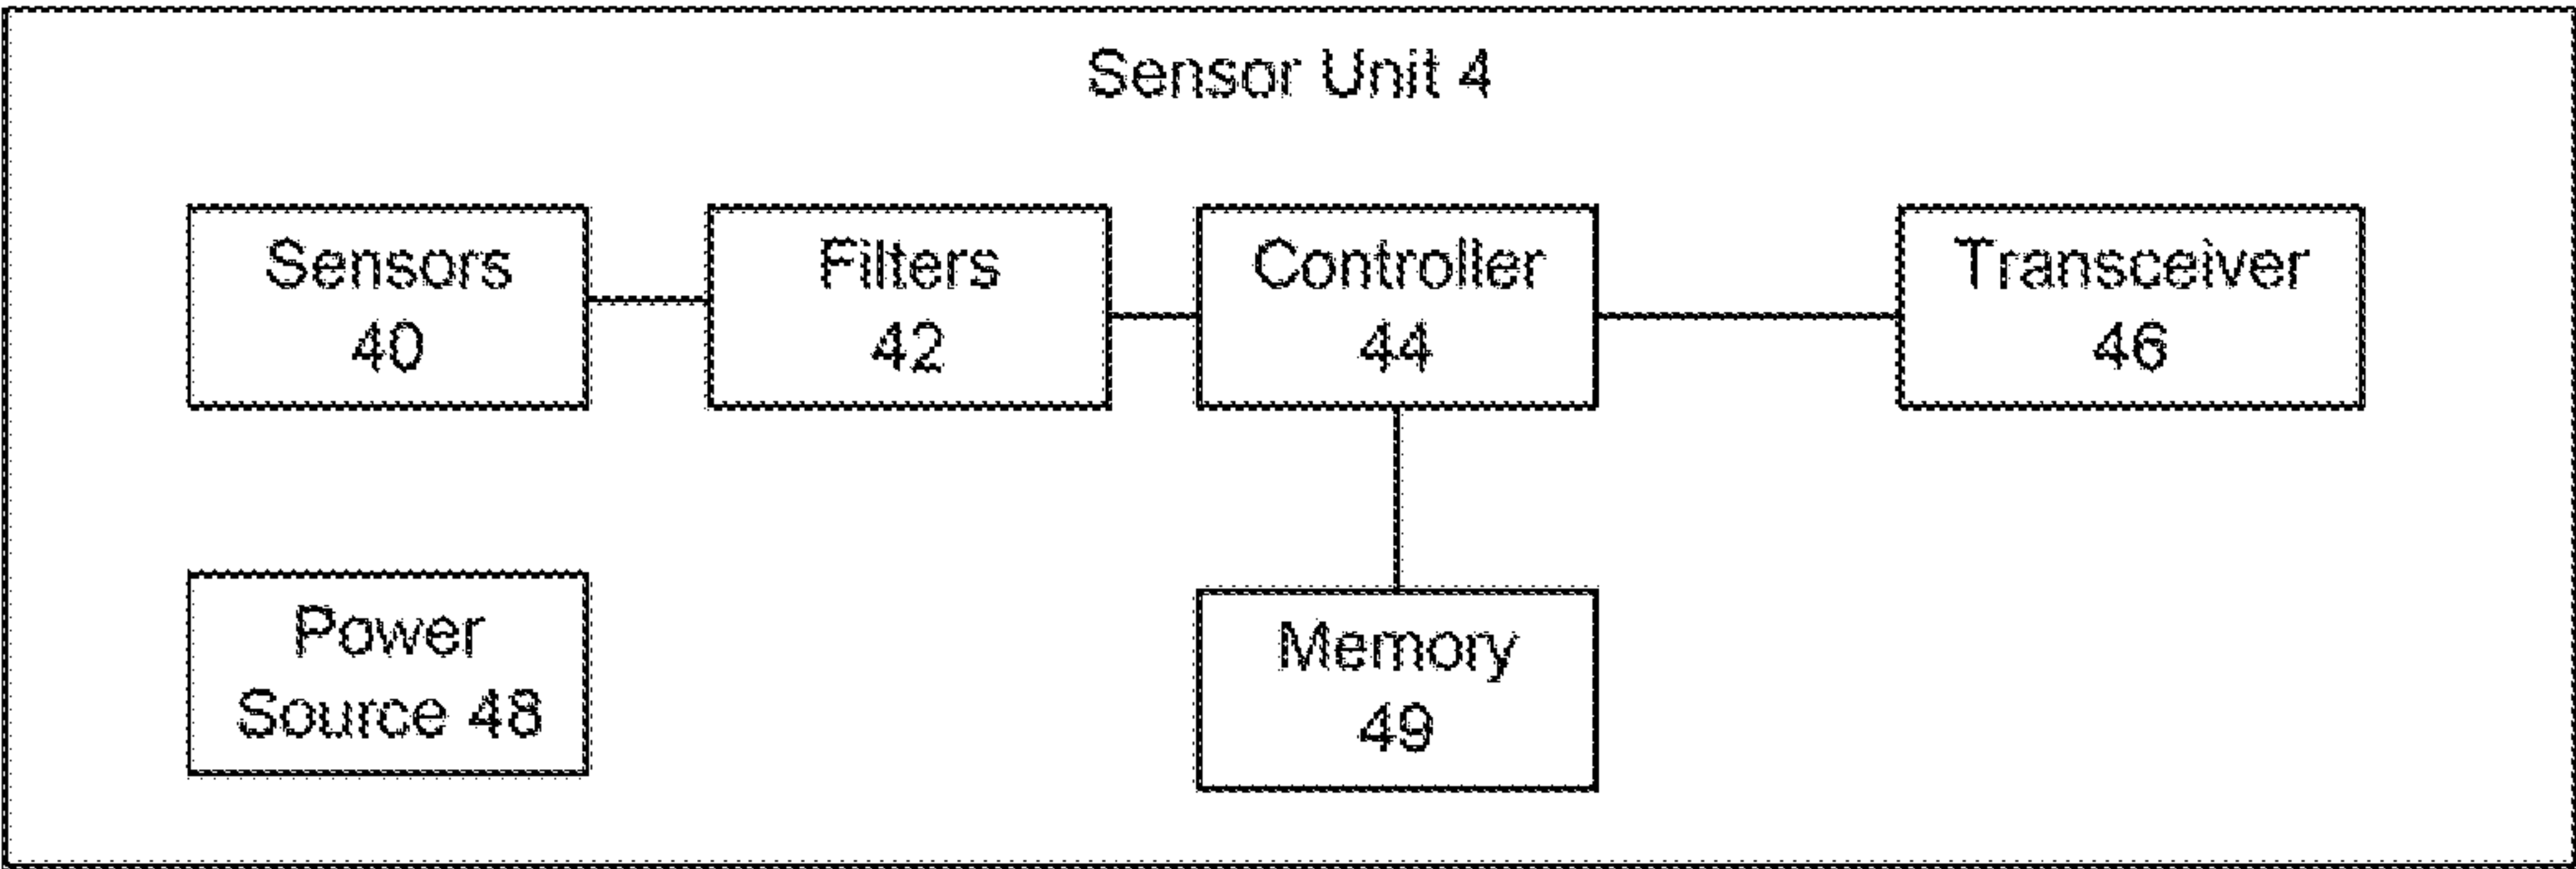 Sensor Unit 4
Sensors
40
Filters
42
Controller
44
Transceiver
46
Power
Source 48
Memory
49